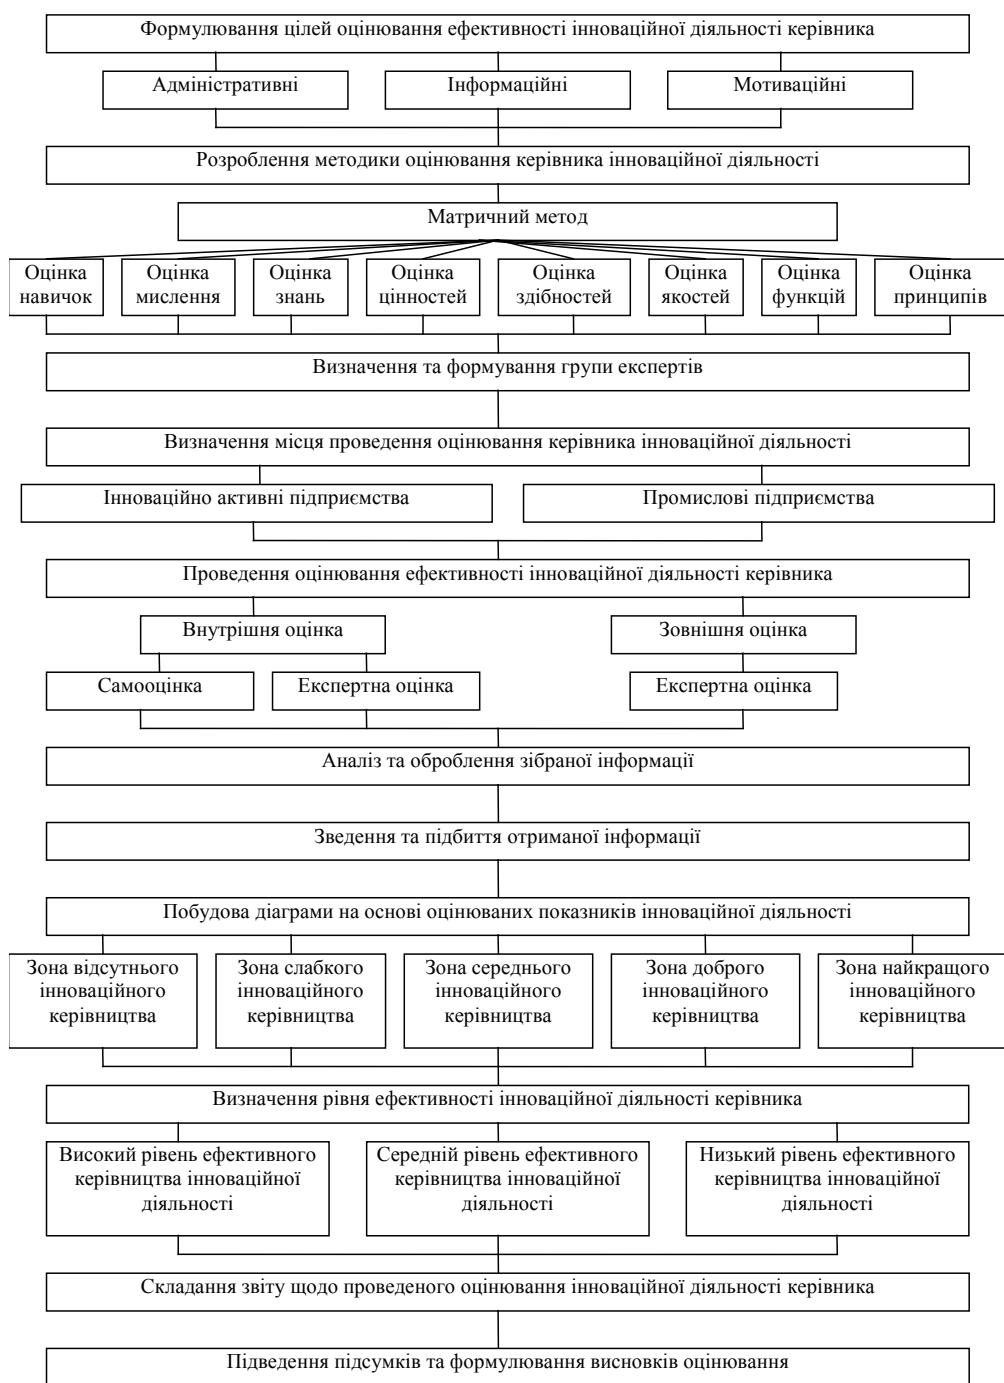 Формулювання цілей оцінювання ефективності інноваційної діяльності керівника
Адміністративні
Інформаційні
Мотиваційні
Розроблення методики оцінювання керівника інноваційної діяльності
Матричний метод
Оцінка
навичок
Оцінка
мислення
Оцінка
знань
Оцінка
цінностей
Оцінка
здібностей
Оцінка
якостей
Оцінка
функцій
Оцінка
принципів
Визначення та формування групи експертів
Визначення місця проведення оцінювання керівника інноваційної діяльності
Інноваційно активні підприємства
Промислові підприємства
Проведення оцінювання ефективності інноваційної діяльності керівника
Внутрішня оцінка
Зовнішня оцінка
Самооцінка
Експертна оцінка
Експертна оцінка
Аналіз та оброблення зібраної інформації
Зведення та підбиття отриманої інформації
Побудова діаграми на основі оцінюваних показників інноваційної діяльності
Зона відсутнього
інноваційного
керівництва
Зона слабкого
інноваційного
керівництва
Зона середнього
інноваційного
керівництва
Зона доброго
інноваційного
керівництва
Зона найкращого
інноваційного
керівництва
Визначення рівня ефективності інноваційної діяльності керівника
Високий рівень ефективного
керівництва інноваційної
діяльності
Середній рівень ефективного
керівництва інноваційної
діяльності
Низький рівень ефективного
керівництва інноваційної
діяльності
Складання звіту щодо проведеного оцінювання інноваційної діяльності керівника
Підведення підсумків та формулювання висновків оцінювання